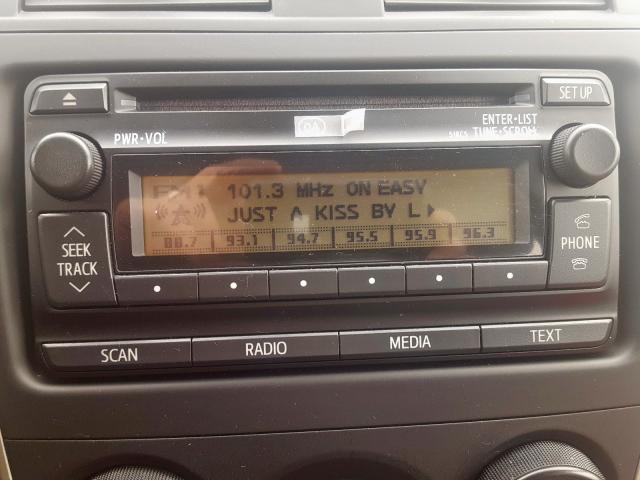 SET UP
PWR•VOL
ENTER•LIST
TUNE•SCROLL
FM1 101.3 MHz ON EASY
JUST A KISS BY L
88.7 93.1 94.7 95.5 95.9 96.3
SEEK
TRACK
PHONE
SCAN RADIO MEDIA TEXT